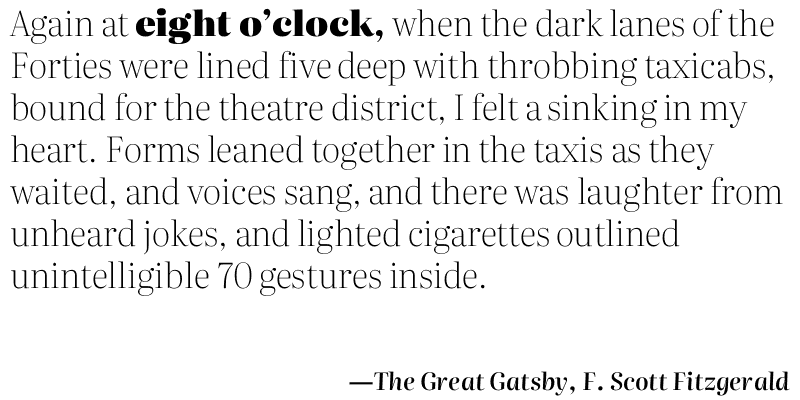 Again at eight o’clock, when the dark lanes of the
Forties were lined five deep with throbbing taxicabs,
bound for the theatre district, I felt a sinking in my
heart. Forms leaned together in the taxis as they
waited, and voices sang, and there was laughter from
unheard jokes, and lighted cigarettes outlined
unintelligible 70 gestures inside.
—The Great Gatsby, F. Scott Fitzgerald